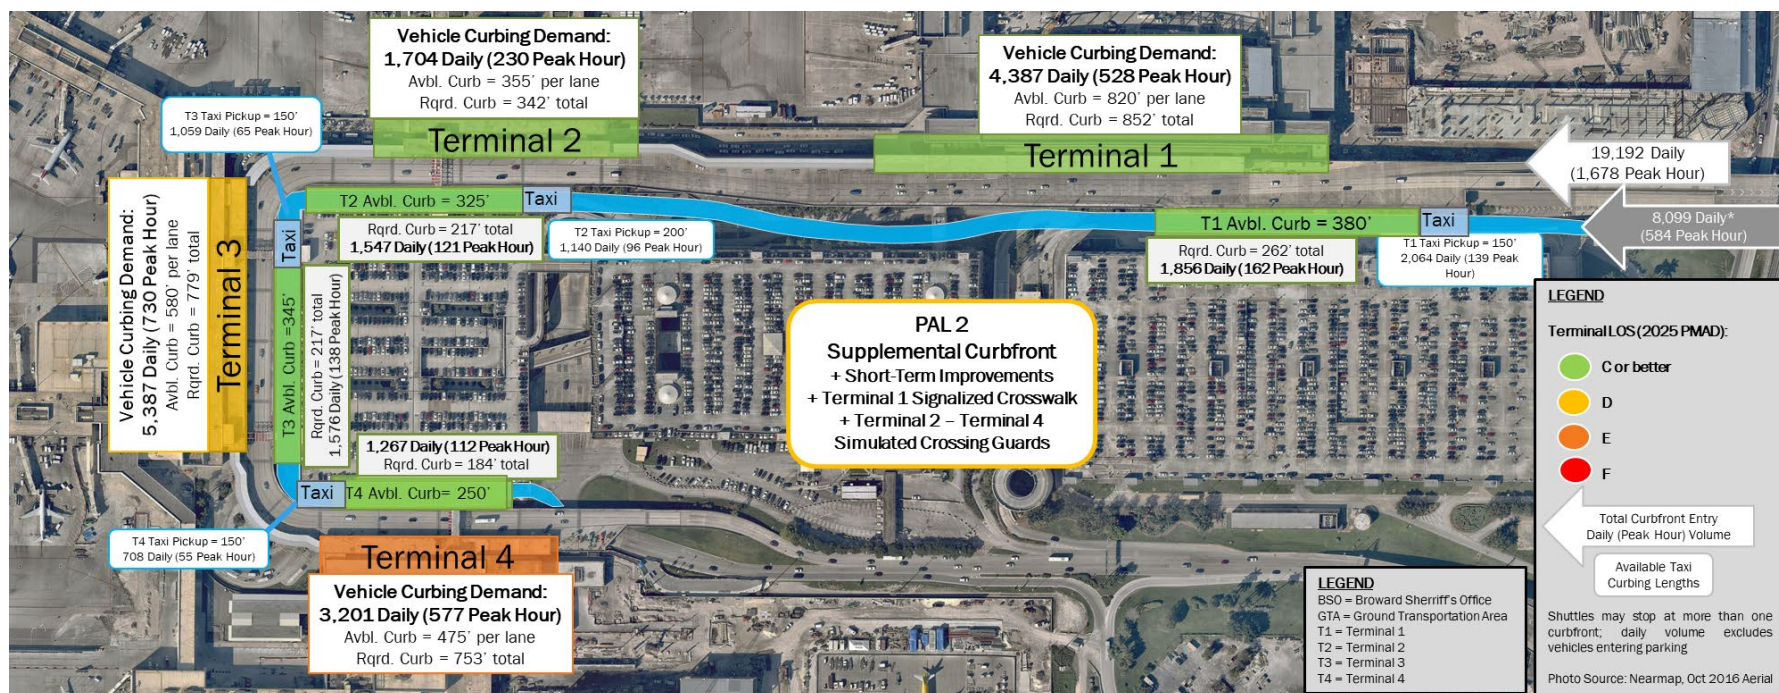 Vehicle Curbing Demand:
1,704 Daily (230 Peak Hour)
Avbl. Curb = 355' per lane
Rqrd. Curb = 342' total
Terminal 2
Vehicle Curbing Demand:
4,387 Daily (528 Peak Hour)
Avbl. Curb = 820' per lane
Rqrd. Curb = 852' total
Terminal 1
T3 Taxi Pickup = 150'
1,059 Daily (65 Peak Hour)
19,192 Daily
(1,678 Peak Hour)
8,099 Daily*
(584 Peak Hour)
Vehicle Curbing Demand:
5,387 Daily (730 Peak Hour)
Avbl. Curb = 580' per lane
Rqrd. Curb = 779' total
Terminal 3
T2 Avbl. Curb = 325'
Taxi
Rqrd. Curb = 217' total
1,547 Daily (121 Peak Hour)
T2 Taxi Pickup = 200'
1,140 Daily (96 Peak Hour)
T1 Avbl. Curb = 380'
Taxi
Rqrd. Curb = 262' total
1,856 Daily (162 Peak Hour)
T1 Taxi Pickup = 150'
2,064 Daily (139 Peak
Hour)
Taxi
T3 Avbl. Curb =345'
Rqrd. Curb = 217' total
1,576 Daily (138 Peak Hour)
PAL 2
Supplemental Curbfront
+ Short-Term Improvements
+ Terminal 1 Signalized Crosswalk
+ Terminal 2 – Terminal 4
Simulated Crossing Guards
1,267 Daily (112 Peak Hour)
Rqrd. Curb = 184' total
Taxi
T4 Avbl. Curb= 250'
T4 Taxi Pickup = 150'
708 Daily (55 Peak Hour)
Terminal 4
Vehicle Curbing Demand:
3,201 Daily (577 Peak Hour)
Avbl. Curb = 475' per lane
Rqrd. Curb = 753' total
LEGEND
BSO = Broward Sherriff's Office
GTA = Ground Transportation Area
T1 = Terminal 1
T2 = Terminal 2
T3 = Terminal 3
T4 = Terminal 4
LEGEND
Terminal LOS (2025 PMAD):
C or better
D
E
F
Total Curbfront Entry
Daily (Peak Hour) Volume
Available Taxi
Curbing Lengths
Shuttles may stop at more than one
curbfront; daily volume excludes
vehicles entering parking
Photo Source: Nearmap, Oct 2016 Aerial